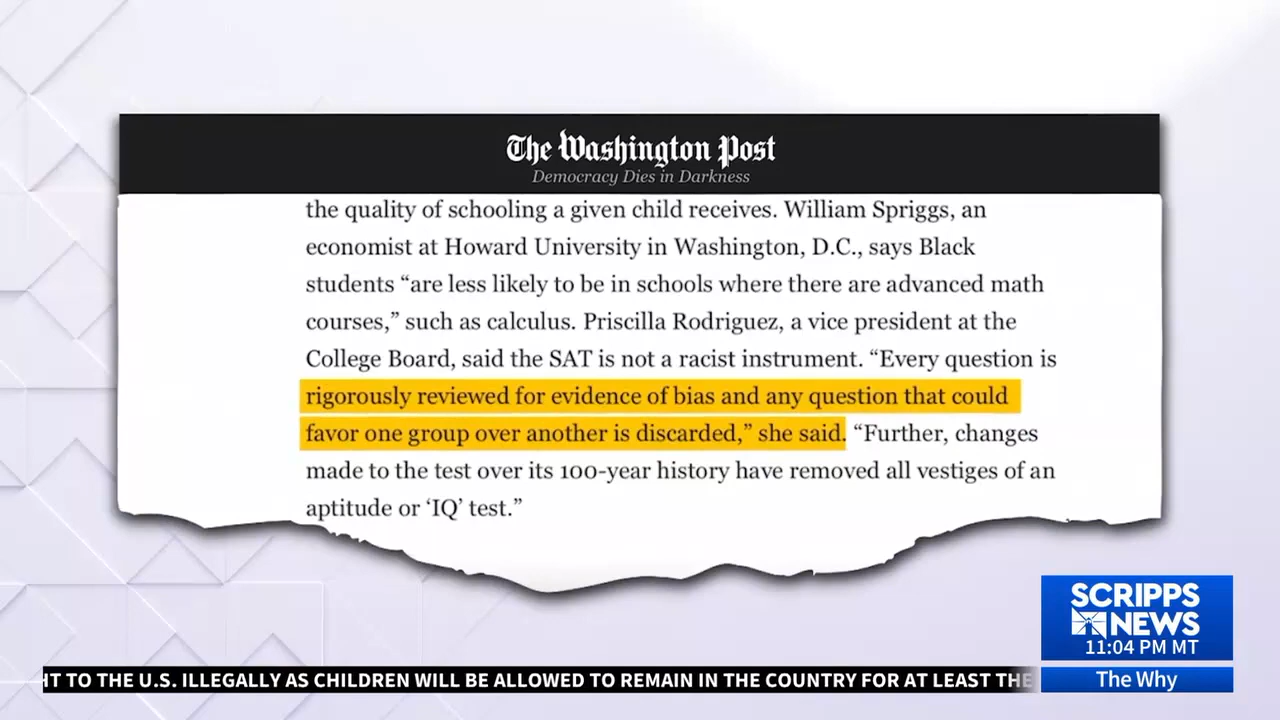 The Washington Post
Democracy Dies in Darkness
the quality of schooling a given child receives. William Spriggs, an
economist at Howard University in Washington, D.C., says Black
students “are less likely to be in schools where there are advanced math
courses,” such as calculus. Priscilla Rodriguez, a vice president at the
College Board, said the SAT is not a racist instrument. “Every question is
rigorously reviewed for evidence of bias and any question that could
favor one group over another is discarded,” she said. “Further, changes
made to the test over its 100-year history have removed all vestiges of an
aptitude or ‘IQ’ test.”
SCRIPPS
NEWS
11:04 PM MT
The Why
TO THE U.S. ILLEGALLY AS CHILDREN WILL BE ALLOWED TO REMAIN IN THE COUNTRY FOR AT LEAST THE